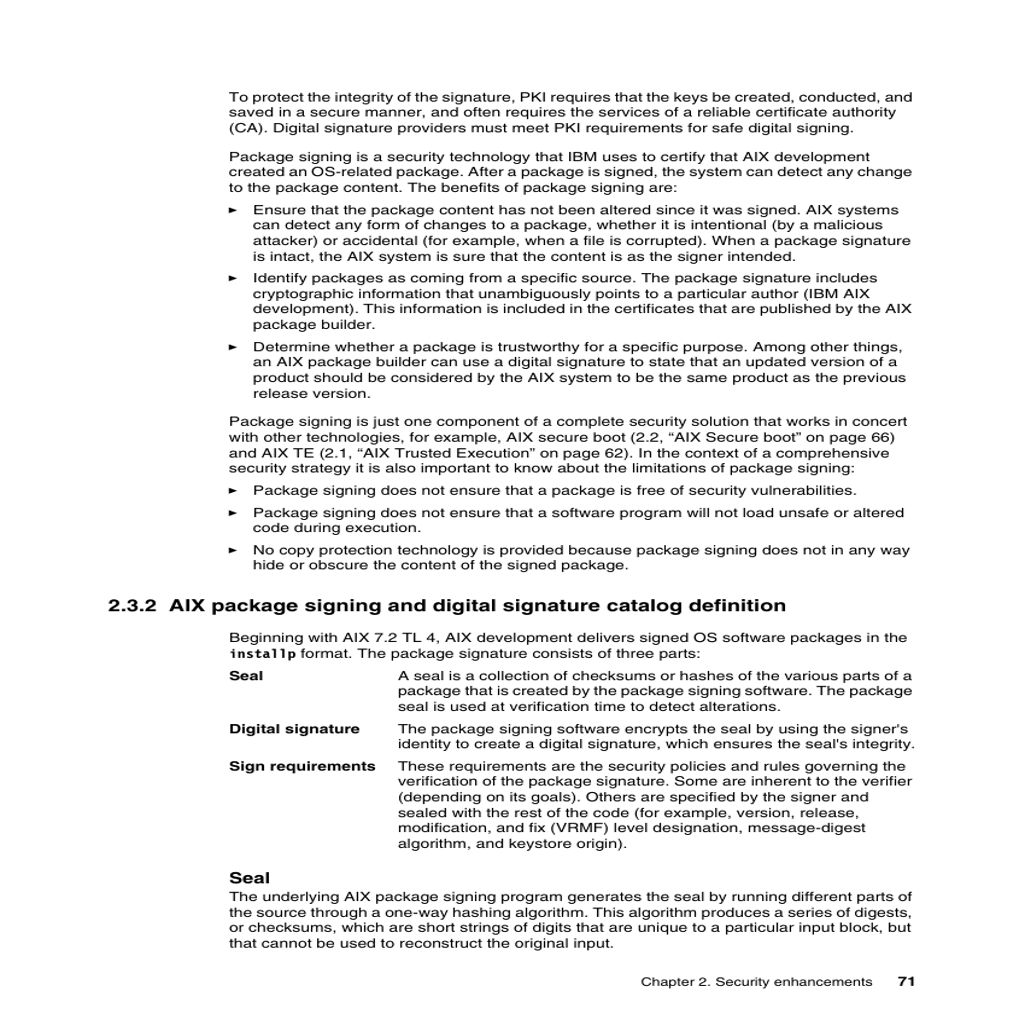 To protect the integrity of the signature, PKI requires that the keys be created, conducted, and
saved in a secure manner, and often requires the services of a reliable certificate authority
(CA). Digital signature providers must meet PKI requirements for safe digital signing.
Package signing is a security technology that IBM uses to certify that AIX development
created an OS-related package. After a package is signed, the system can detect any change
to the package content. The benefits of package signing are:
► Ensure that the package content has not been altered since it was signed. AIX systems
can detect any form of changes to a package, whether it is intentional (by a malicious
attacker) or accidental (for example, when a file is corrupted). When a package signature
is intact, the AIX system is sure that the content is as the signer intended.
► Identify packages as coming from a specific source. The package signature includes
cryptographic information that unambiguously points to a particular author (IBM AIX
development). This information is included in the certificates that are published by the AIX
package builder.
► Determine whether a package is trustworthy for a specific purpose. Among other things,
an AIX package builder can use a digital signature to state that an updated version of a
product should be considered by the AIX system to be the same product as the previous
release version.
Package signing is just one component of a complete security solution that works in concert
with other technologies, for example, AIX secure boot (2.2, “AIX Secure boot” on page 66)
and AIX TE (2.1, “AIX Trusted Execution” on page 62). In the context of a comprehensive
security strategy it is also important to know about the limitations of package signing:
► Package signing does not ensure that a package is free of security vulnerabilities.
► Package signing does not ensure that a software program will not load unsafe or altered
code during execution.
► No copy protection technology is provided because package signing does not in any way
hide or obscure the content of the signed package.
2.3.2 AIX package signing and digital signature catalog definition
Beginning with AIX 7.2 TL 4, AIX development delivers signed OS software packages in the
installp format. The package signature consists of three parts:
Seal A seal is a collection of checksums or hashes of the various parts of a
package that is created by the package signing software. The package
seal is used at verification time to detect alterations.
Digital signature The package signing software encrypts the seal by using the signer's
identity to create a digital signature, which ensures the seal's integrity.
Sign requirements These requirements are the security policies and rules governing the
verification of the package signature. Some are inherent to the verifier
(depending on its goals). Others are specified by the signer and
sealed with the rest of the code (for example, version, release,
modification, and fix (VRMF) level designation, message-digest
algorithm, and keystore origin).
Seal
The underlying AIX package signing program generates the seal by running different parts of
the source through a one-way hashing algorithm. This algorithm produces a series of digests,
or checksums, which are short strings of digits that are unique to a particular input block, but
that cannot be used to reconstruct the original input.
Chapter 2. Security enhancements 71